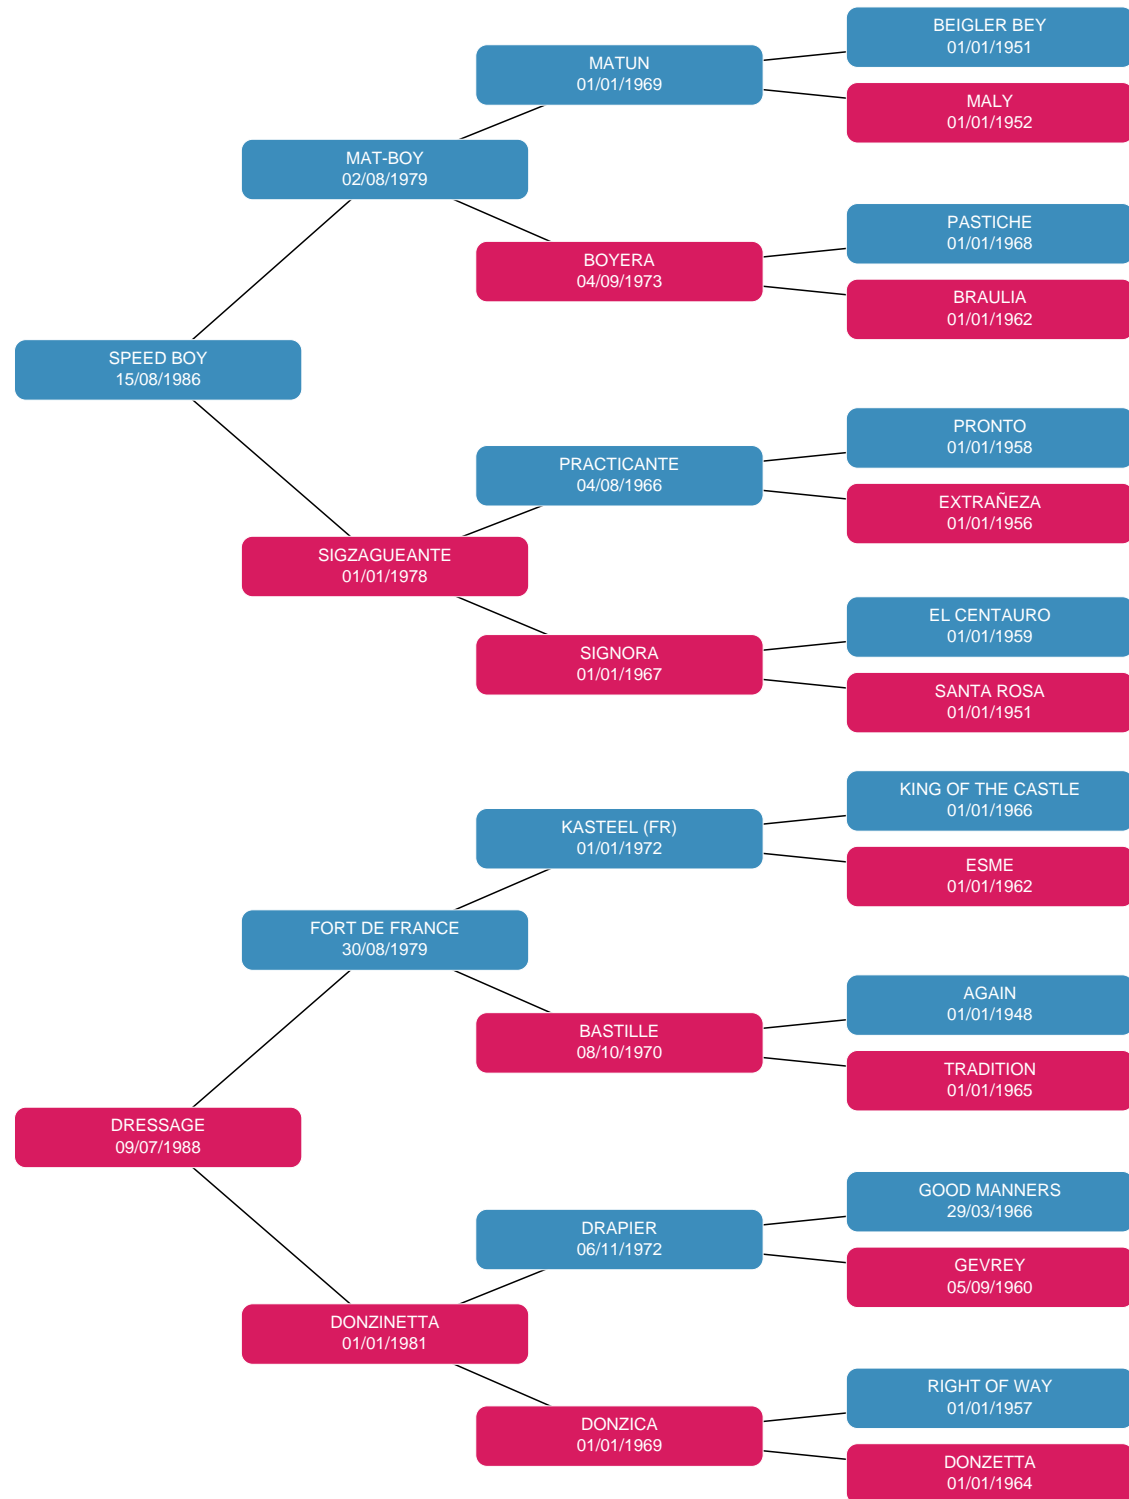 BEIGLER BEY
01/01/1951
MATUN
01/01/1969
MALY
01/01/1952
MAT-BOY
02/08/1979
PASTICHE
01/01/1968
BOYERA
04/09/1973
BRAULIA
01/01/1962
SPEED BOY
15/08/1986
PRONTO
01/01/1958
PRACTICANTE
04/08/1966
EXTRAÑEZA
01/01/1956
SIGZAGUEANTE
01/01/1978
EL CENTAURO
01/01/1959
SIGNORA
01/01/1967
SANTA ROSA
01/01/1951
KING OF THE CASTLE
01/01/1966
KASTEEL (FR)
01/01/1972
ESME
01/01/1962
FORT DE FRANCE
30/08/1979
AGAIN
01/01/1948
BASTILLE
08/10/1970
TRADITION
01/01/1965
DRESSAGE
09/07/1988
GOOD MANNERS
29/03/1966
DRAPIER
06/11/1972
GEVREY
05/09/1960
DONZINETTA
01/01/1981
RIGHT OF WAY
01/01/1957
DONZICA
01/01/1969
DONZETTA
01/01/1964